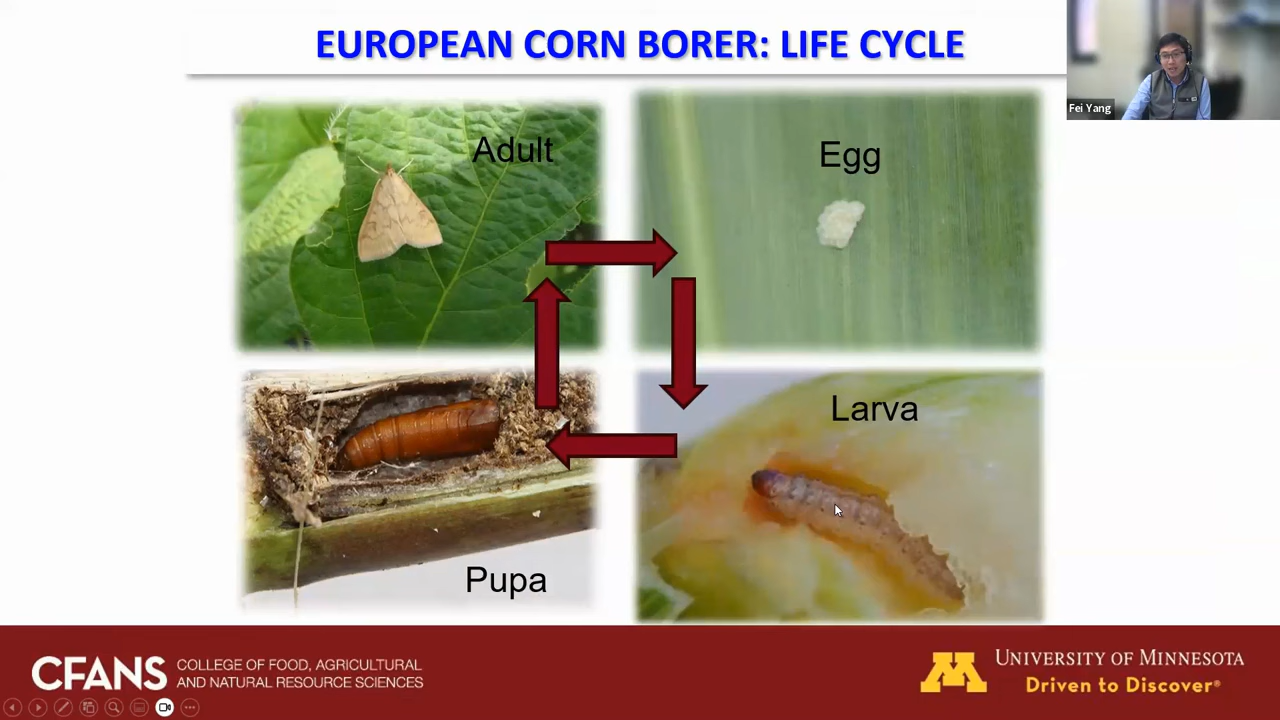 EUROPEAN CORN BORER: LIFE CYCLE
Fei Yang
Adult
Egg
Larva
Pupa
CFANS
COLLEGE OF FOOD, AGRICULTURAL
AND NATURAL RESOURCE SCIENCES
M
UNIVERSITY OF MINNESOTA
Driven to Discover®